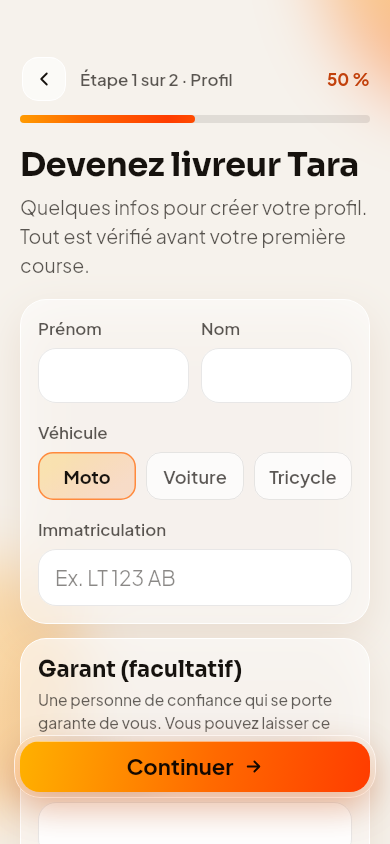 Étape 1 sur 2 · Profil
50 %
Devenez livreur Tara
Quelques infos pour créer votre profil.
Tout est vérifié avant votre première
course.
Prénom
Nom
Véhicule
Moto
Voiture
Tricycle
Immatriculation
Ex. LT 123 AB
Garant (facultatif)
Une personne de confiance qui se porte
garante de vous. Vous pouvez laisser ce
Continuer →